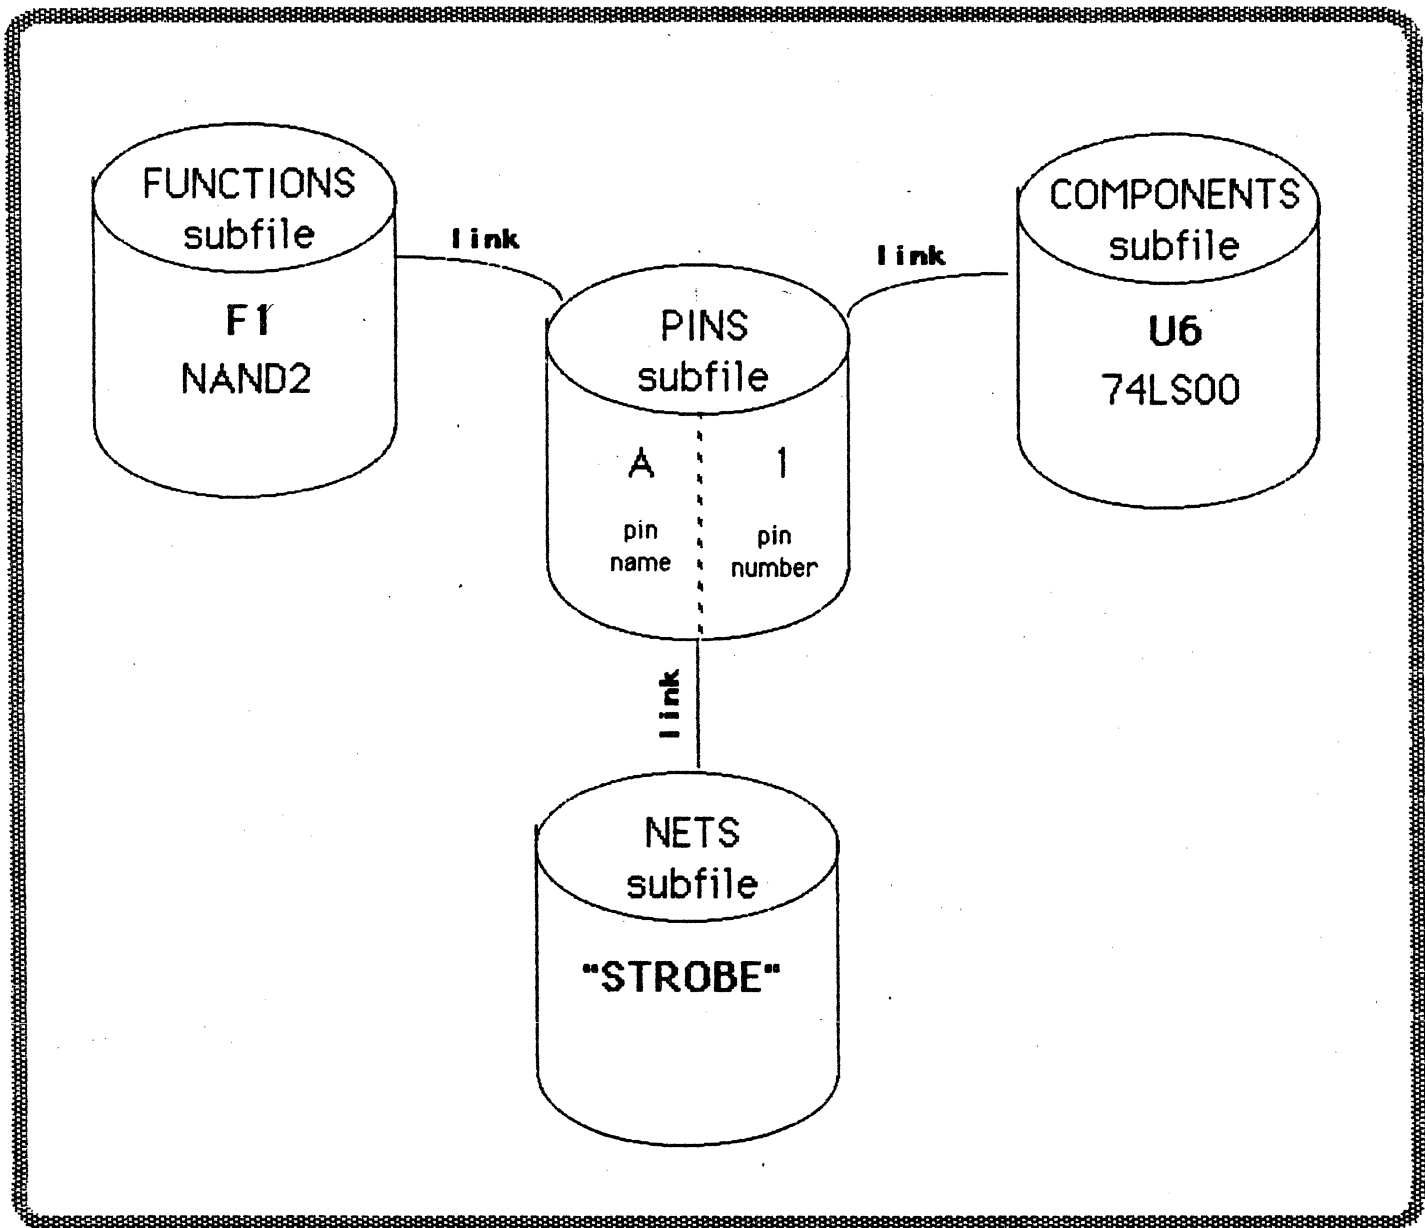 FUNCTIONS
subfile
F1
NAND2
link
PINS
subfile
A
pin
name
1
pin
number
link
COMPONENTS
subfile
U6
74LS00
link
NETS
subfile
"STROBE"